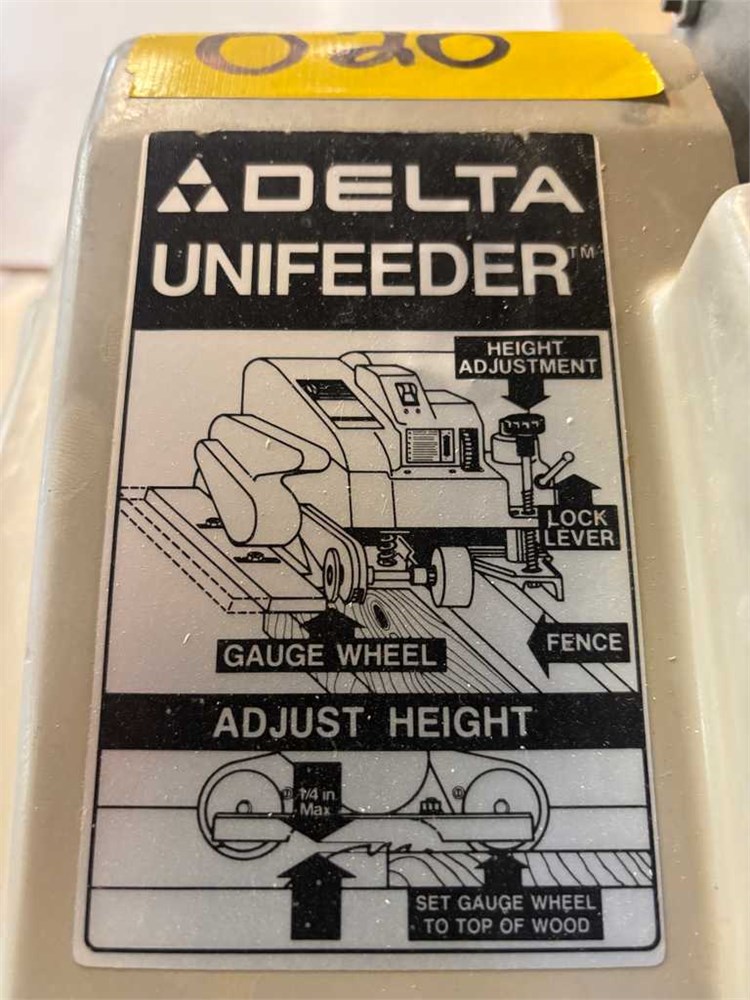 020
DELTA
UNIFEEDER™
HEIGHT
ADJUSTMENT
LOCK
LEVER
FENCE
GAUGE WHEEL
ADJUST HEIGHT
1/4 in.
Max
SET GAUGE WHEEL
TO TOP OF WOOD